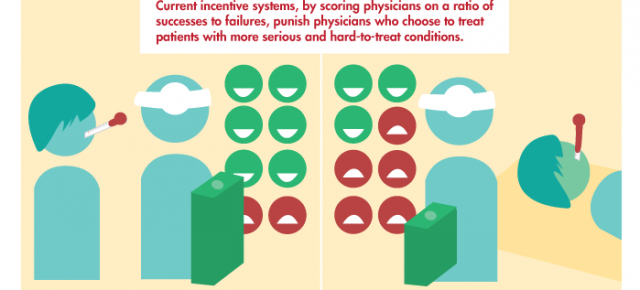 Current incentive systems, by scoring physicians on a ratio of
successes to failures, punish physicians who choose to treat
patients with more serious and hard-to-treat conditions.